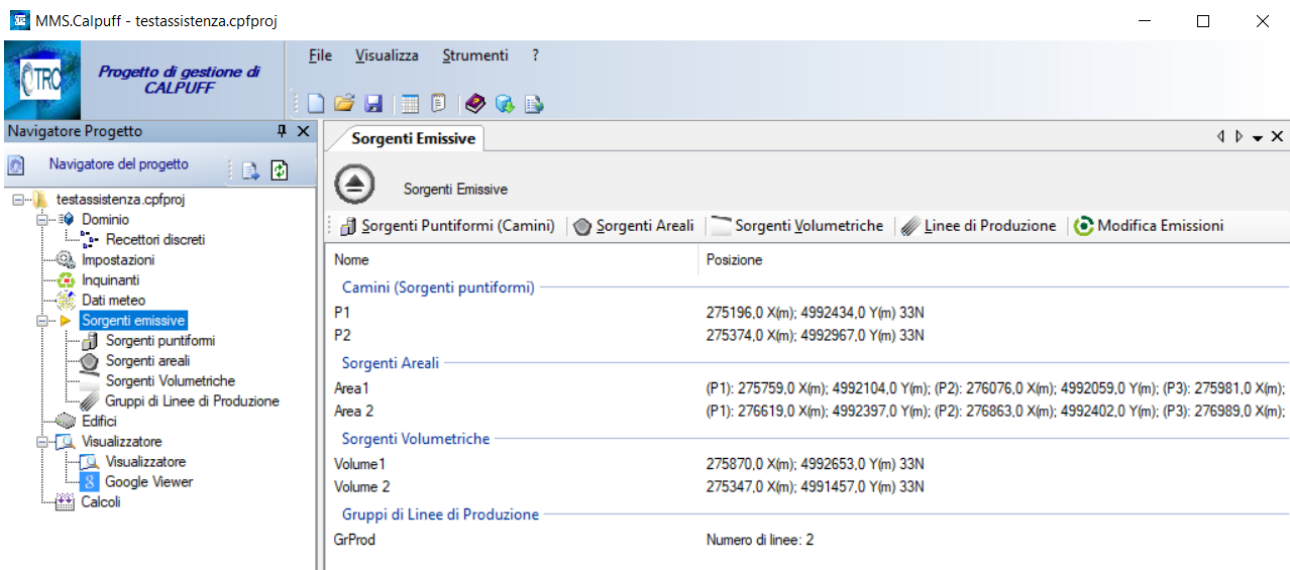 MMS.Calpuff - testassistenza.cpfproj
TRC
Progetto di gestione di
CALPUFF
File Visualizza Strumenti ?
Navigatore Progetto
Navigatore del progetto
testassistenza.cpfproj
Dominio
Recettori discreti
Impostazioni
Inquinanti
Dati meteo
Sorgenti emissive
Sorgenti puntiformi
Sorgenti areali
Sorgenti Volumetriche
Gruppi di Linee di Produzione
Edifici
Visualizzatore
Visualizzatore
8 Google Viewer
Calcoli
Sorgenti Emissive
Sorgenti Emissive
Sorgenti Puntiformi (Camini) Sorgenti Areali Sorgenti Volumetriche Linee di Produzione Modifica Emissioni
Nome Posizione
Camini (Sorgenti puntiformi)
P1 275196,0 X(m); 4992434,0 Y(m) 33N
P2 275374,0 X(m); 4992967,0 Y(m) 33N
Sorgenti Areali
Area1 (P1): 275759,0 X(m); 4992104,0 Y(m); (P2): 276076,0 X(m); 4992059,0 Y(m); (P3): 275981,0 X(m);
Area 2 (P1): 276619,0 X(m); 4992397,0 Y(m); (P2): 276863,0 X(m); 4992402,0 Y(m); (P3): 276989,0 X(m);
Sorgenti Volumetriche
Volume1 275870,0 X(m); 4992653,0 Y(m) 33N
Volume 2 275347,0 X(m); 4991457,0 Y(m) 33N
Gruppi di Linee di Produzione
GrProd Numero di linee: 2